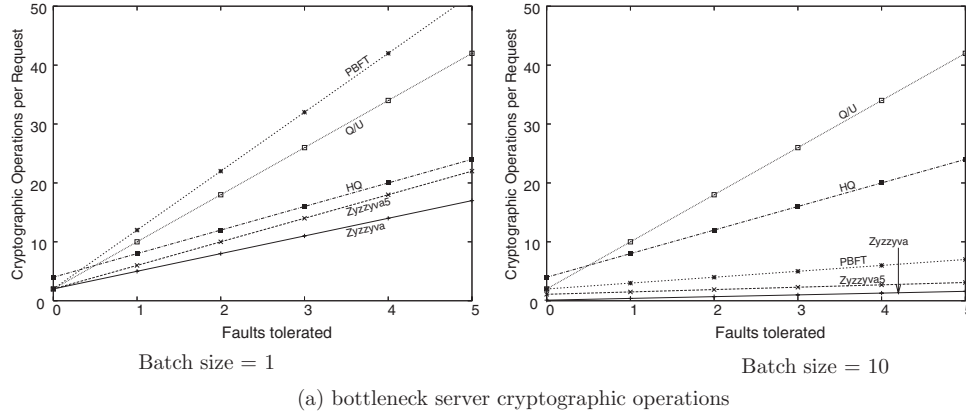 Cryptographic Operations per Request
50
40
30
20
10
0
0 1 2 3 4 5
Faults tolerated
PBFT
Q/U
HQ
Zyzzyva5
Zyzzyva
Batch size = 1
Cryptographic Operations per Request
50
40
30
20
10
0
0 1 2 3 4 5
Faults tolerated
Q/U
HQ
Zyzzyva
PBFT
Zyzzyva5
Batch size = 10
(a) bottleneck server cryptographic operations